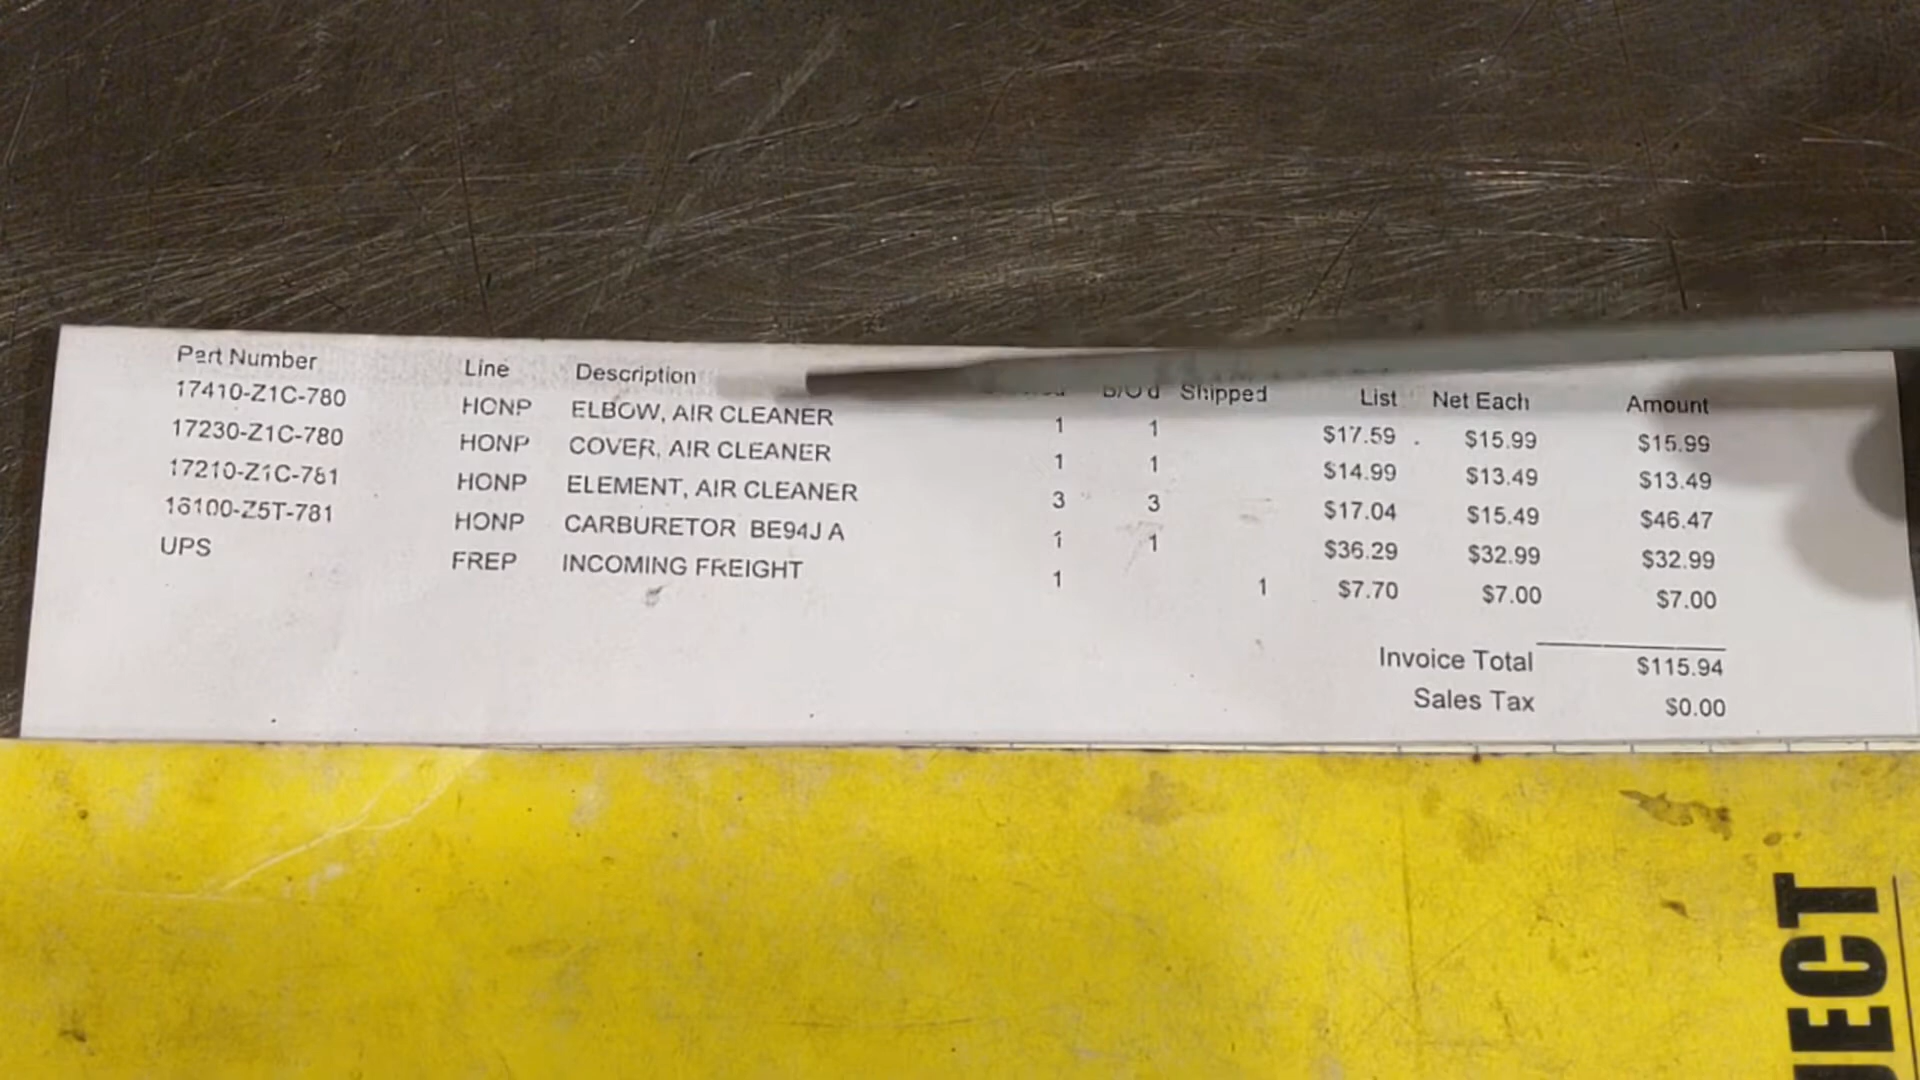 Part Number Line Description B/O'd Shipped List Net Each Amount
17410-Z1C-780 HONP ELBOW, AIR CLEANER 1 1 $17.59 $15.99 $15.99
17230-Z1C-780 HONP COVER, AIR CLEANER 1 1 $14.99 $13.49 $13.49
17210-Z1C-781 HONP ELEMENT, AIR CLEANER 3 3 $17.04 $15.49 $46.47
16100-Z5T-781 HONP CARBURETOR BE94J A 1 1 $36.29 $32.99 $32.99
UPS FREP INCOMING FREIGHT 1 1 $7.70 $7.00 $7.00
Invoice Total $115.94
Sales Tax $0.00